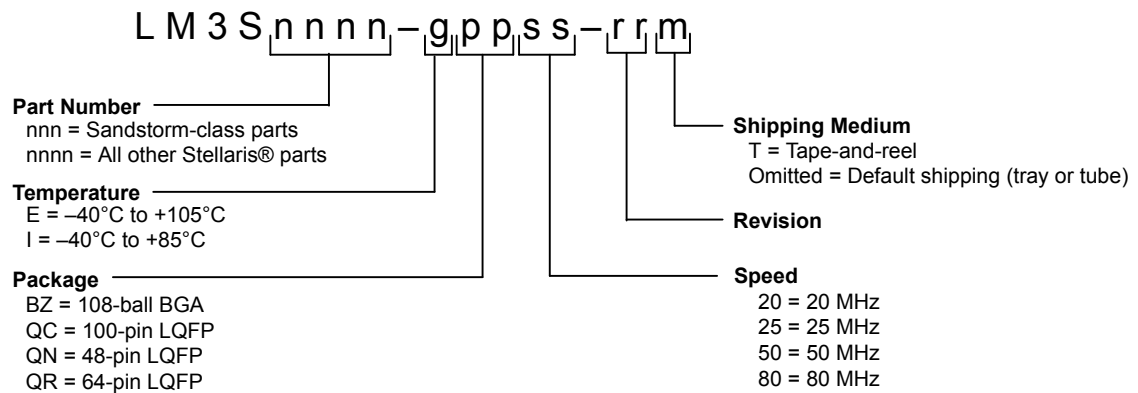 L M 3 S n n n n – g p p s s – r r m
Part Number
nnn = Sandstorm-class parts
nnnn = All other Stellaris® parts
Temperature
E = –40°C to +105°C
I = –40°C to +85°C
Package
BZ = 108-ball BGA
QC = 100-pin LQFP
QN = 48-pin LQFP
QR = 64-pin LQFP
Shipping Medium
T = Tape-and-reel
Omitted = Default shipping (tray or tube)
Revision
Speed
20 = 20 MHz
25 = 25 MHz
50 = 50 MHz
80 = 80 MHz